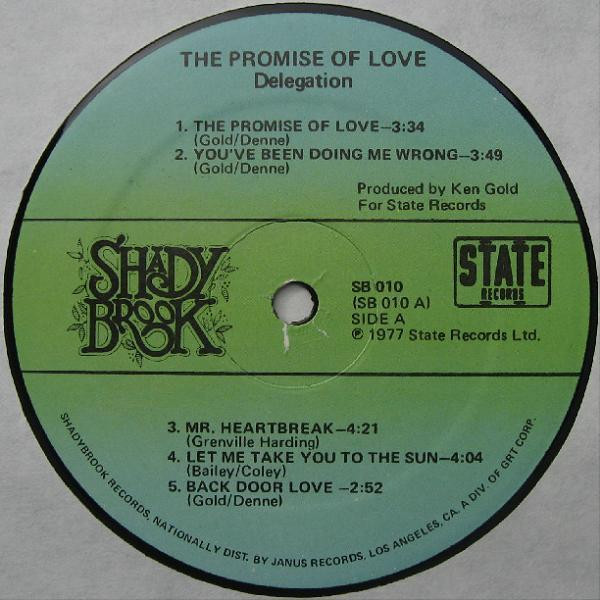 THE PROMISE OF LOVE
Delegation
1. THE PROMISE OF LOVE—3:34
(Gold/Denne)
2. YOU'VE BEEN DOING ME WRONG—3:49
(Gold/Denne)
Produced by Ken Gold
For State Records
SHADY
BROOK
SB 010
(SB 010 A)
SIDE A
℗ 1977 State Records Ltd.
STATE
RECORDS
3. MR. HEARTBREAK—4:21
(Grenville Harding)
4. LET ME TAKE YOU TO THE SUN—4:04
(Bailey/Coley)
5. BACK DOOR LOVE —2:52
(Gold/Denne)
SHADYBROOK RECORDS, NATIONALLY DIST. BY JANUS RECORDS, LOS ANGELES, CA. A DIV. OF GRT CORP.